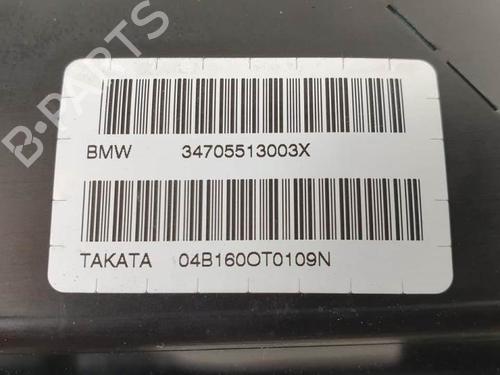 B-PARTS
BMW 34705513003X
TAKATA 04B160OT0109N